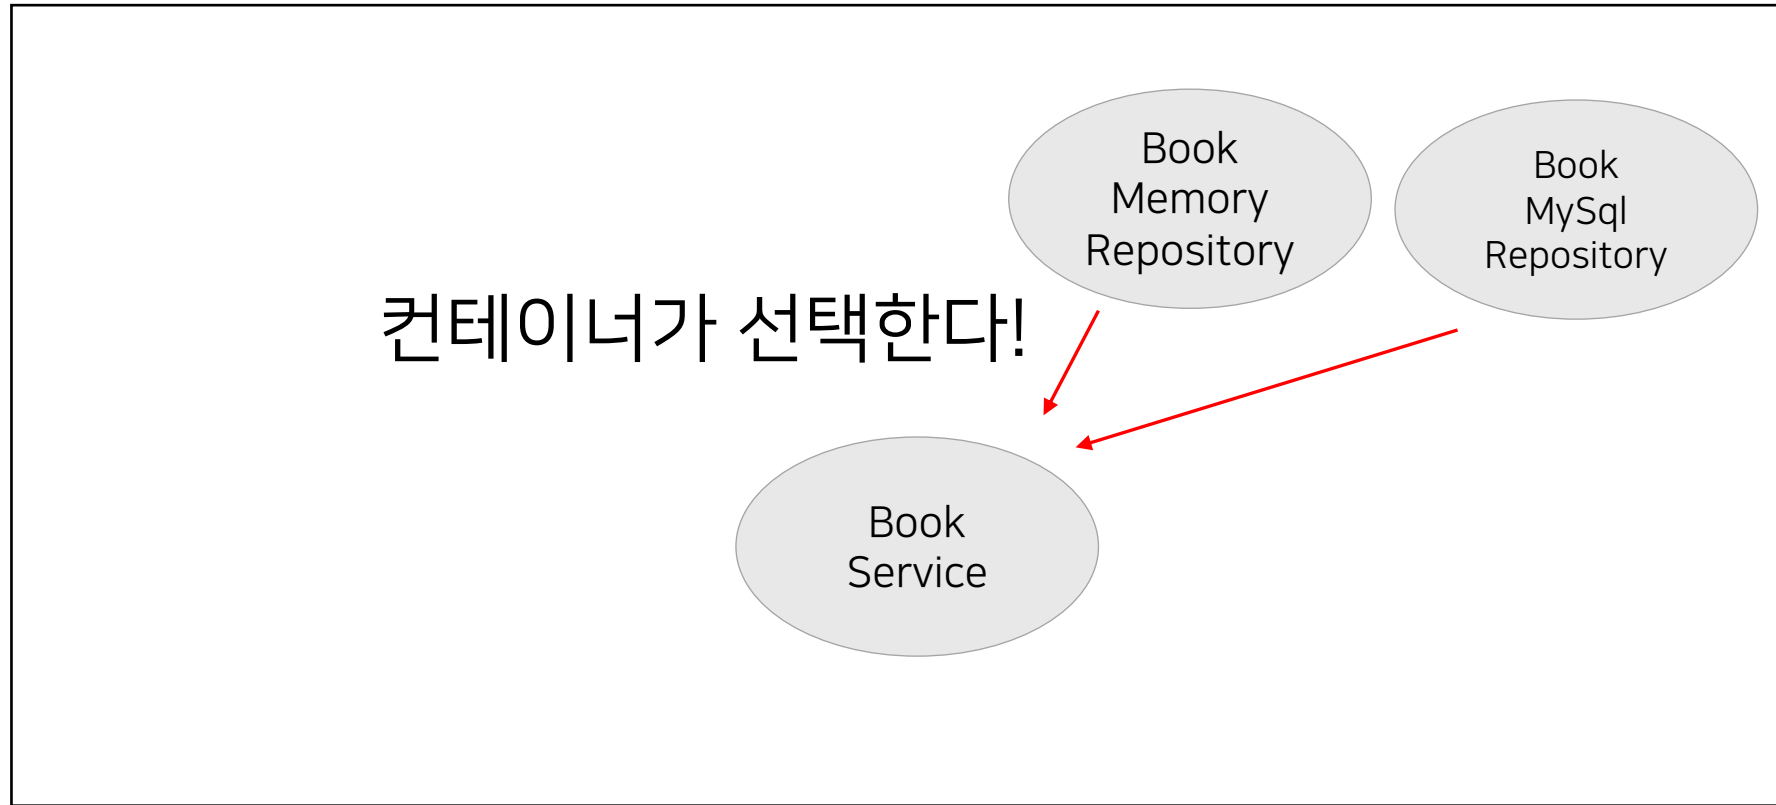 Book
Memory
Repository
Book
MySql
Repository
컨테이너가 선택한다!
Book
Service